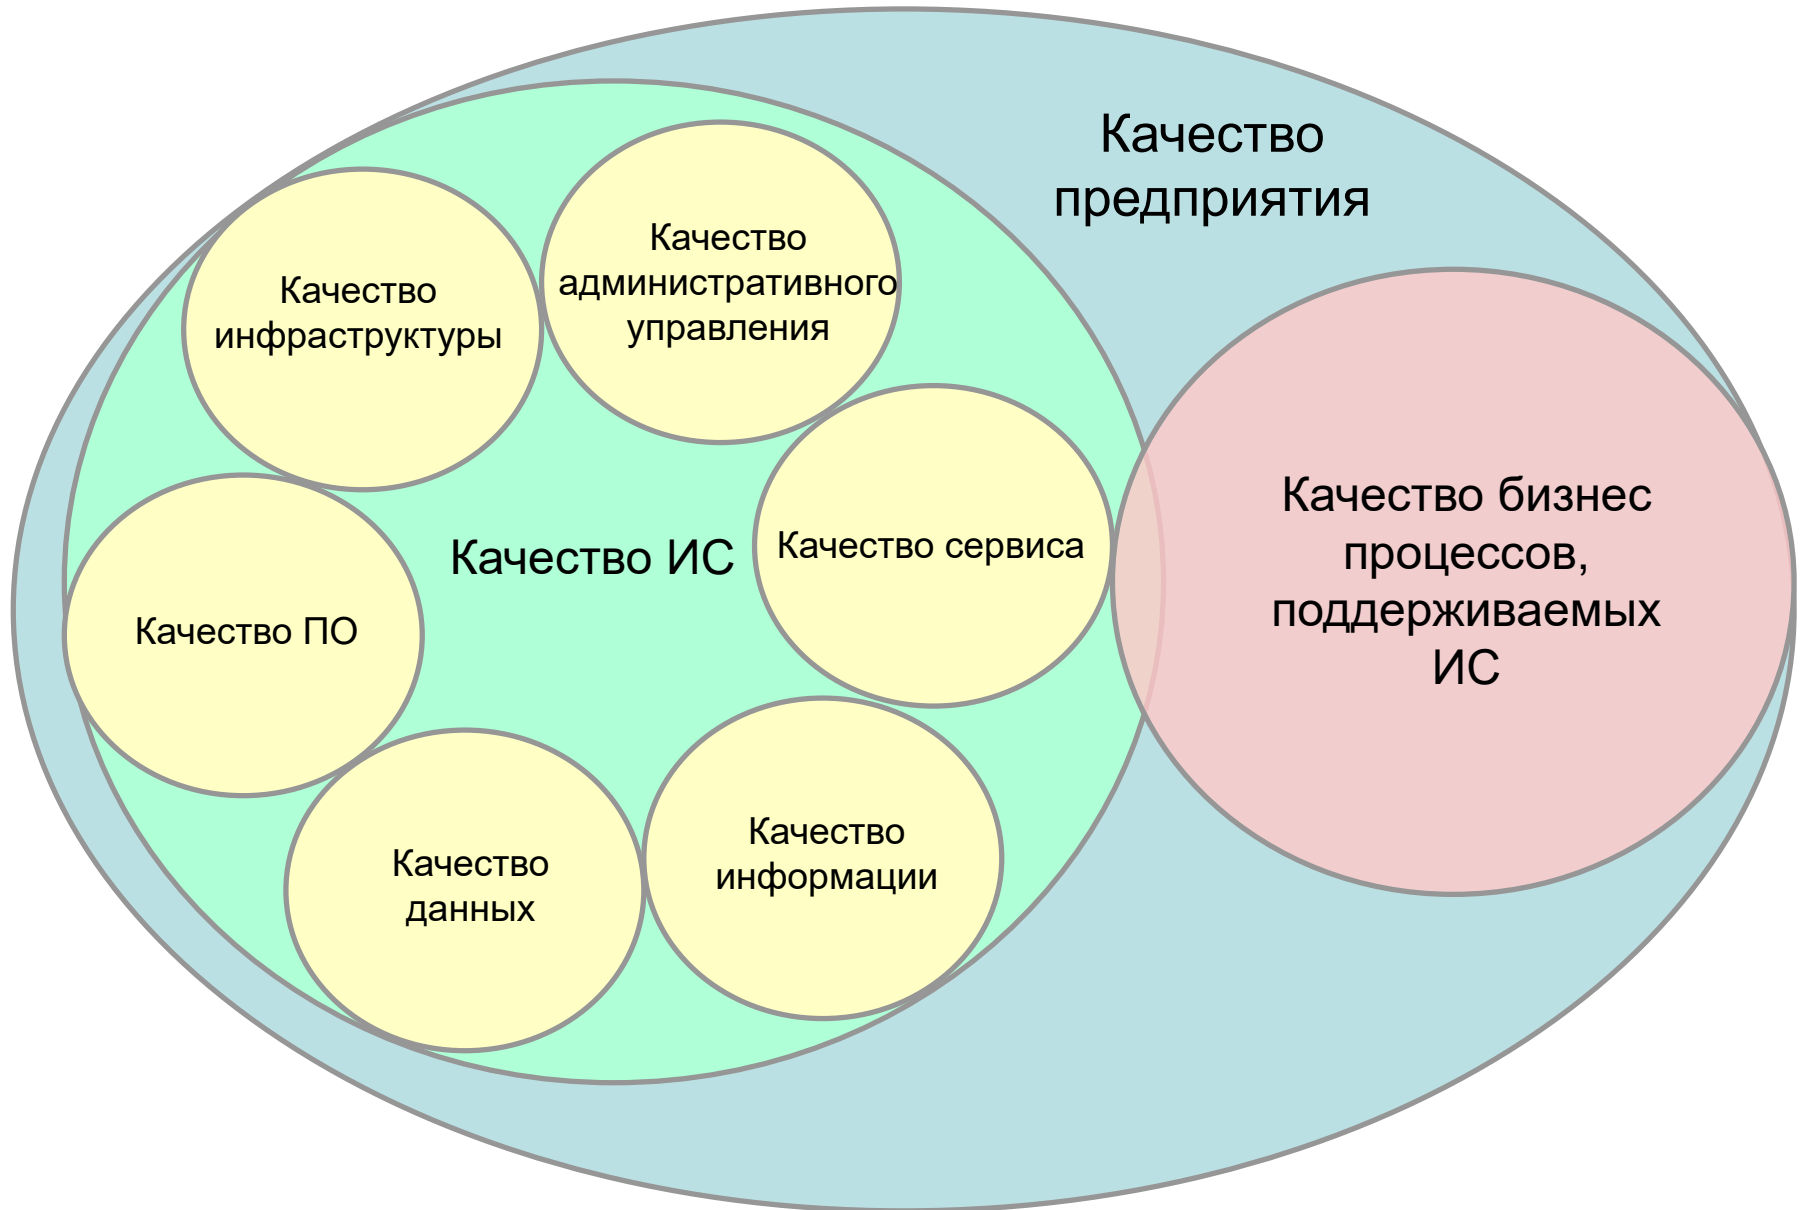 Качество
предприятия
Качество
административного
управления
Качество
инфраструктуры
Качество ИС
Качество сервиса
Качество бизнес
процессов,
поддерживаемых
ИС
Качество ПО
Качество
информации
Качество
данных